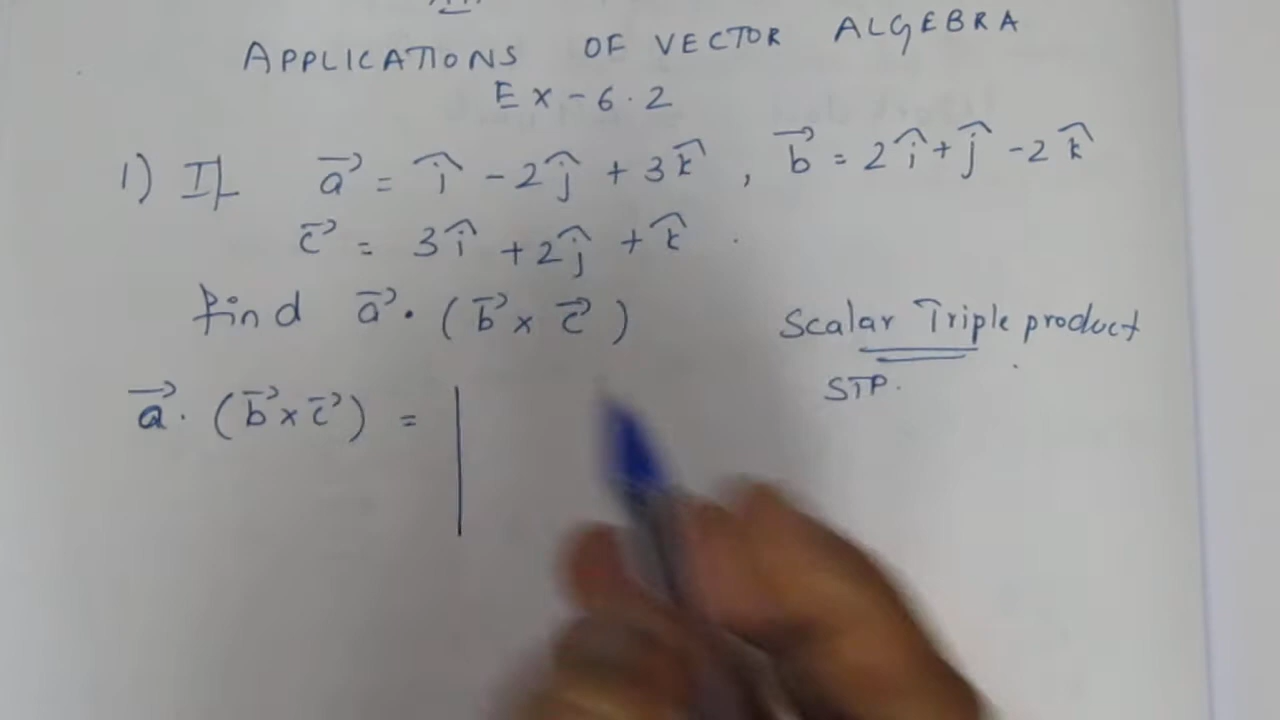 APPLICATIONS OF VECTOR ALGEBRA
Ex-6.2
1) If a⃗ = î - 2ĵ + 3k̂ , b⃗ = 2î + ĵ - 2k̂
c⃗ = 3î + 2ĵ + k̂ .
find a⃗ · (b⃗ × c⃗)
Scalar Triple product
STP.
a⃗ · (b⃗ × c⃗) = |